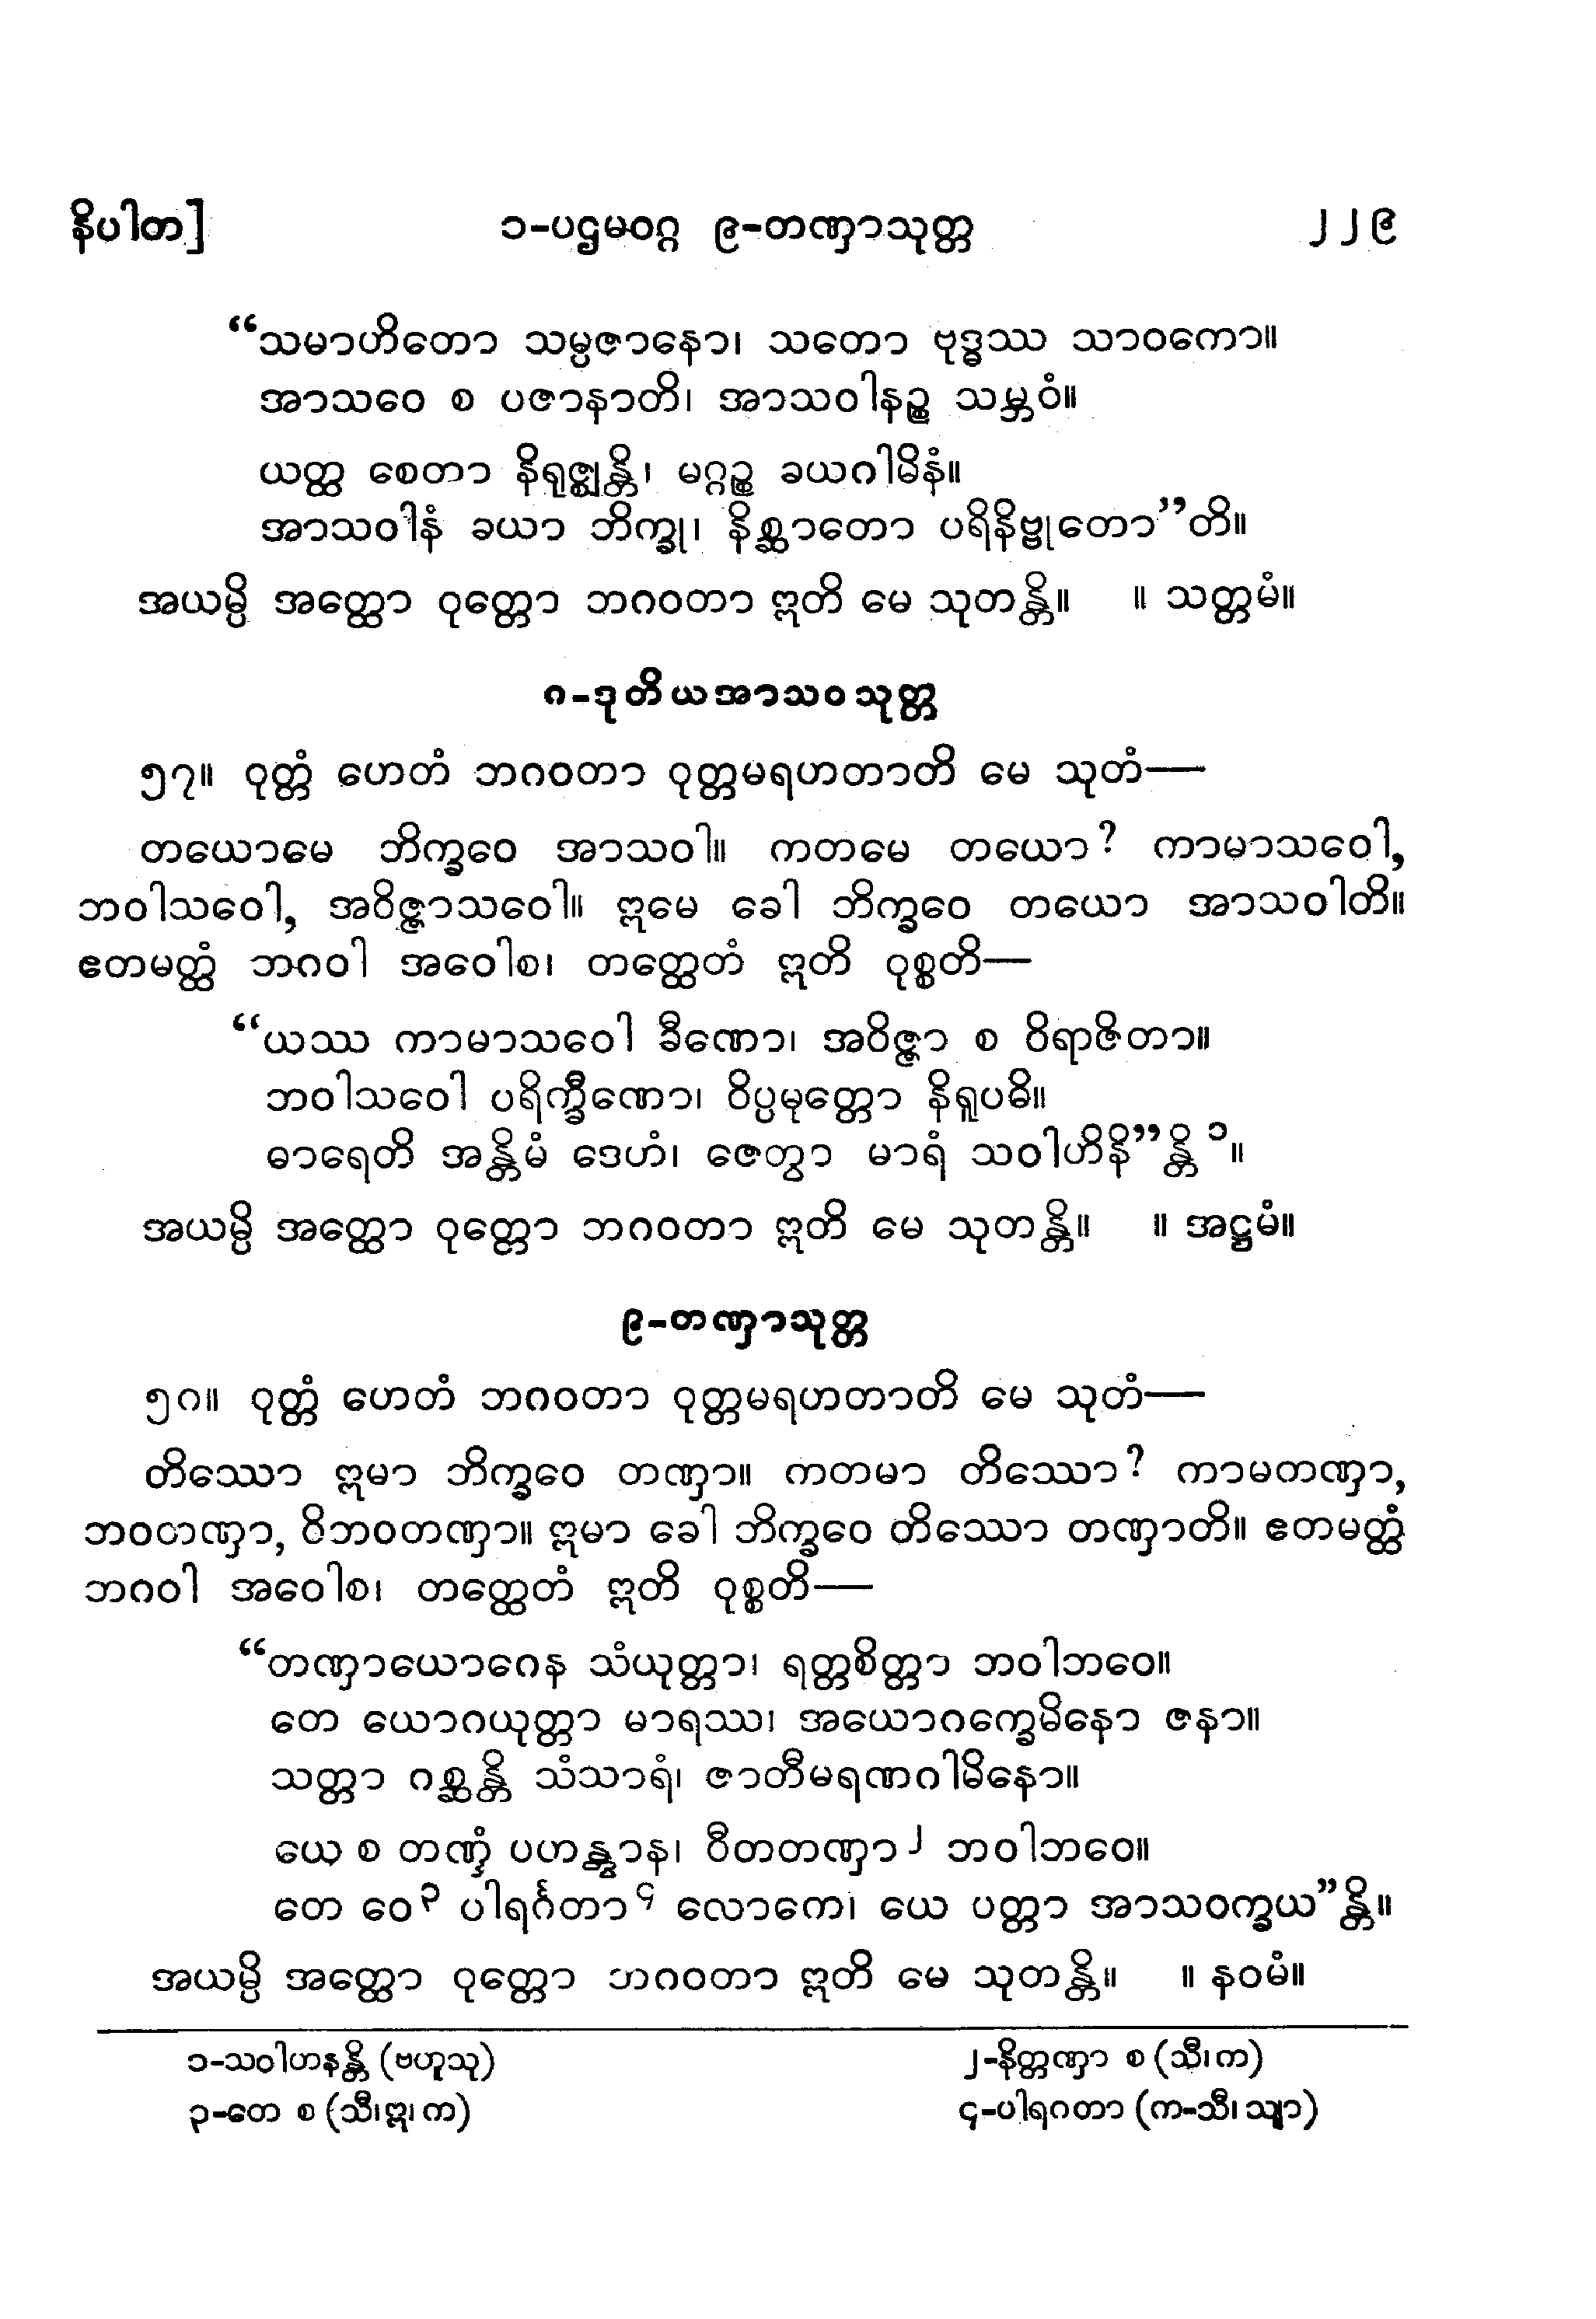 နိပါတ]   ၁-ပဌမဝဂ္ဂ ၉-တဏှာသုတ္တ   ၂၂၉
“သမာဟိတော သမ္ပဇာနော၊ သတော ဗုဒ္ဓဿ သာဝကော။
အာသဝေ စ ပဇာနာတိ၊ အာသဝါနဉ္စ သမ္ဘဝံ။
ယတ္ထ စေတာ နိရုဇ္ဈန္တိ၊ မဂ္ဂဉ္စ ခယဂါမိနံ။
အာသဝါနံ ခယာ ဘိက္ခု၊ နိစ္ဆာတော ပရိနိဗ္ဗုတော”တိ။
အယမ္ပိ အတ္ထော ဝုတ္တော ဘဂဝတာ ဣတိ မေ သုတန္တိ။ ။ သတ္တမံ။
ဂ-ဒုတိယအာသဝသုတ္တ
၅၇။ ဝုတ္တံ ဟေတံ ဘဂဝတာ ဝုတ္တမရဟတာတိ မေ သုတံ—
တယောမေ ဘိက္ခဝေ အာသဝါ။ ကတမေ တယော? ကာမာသဝေါ,
ဘဝါသဝေါ, အဝိဇ္ဇာသဝေါ။ ဣမေ ခေါ ဘိက္ခဝေ တယော အာသဝါတိ။
ဧတမတ္ထံ ဘဂဝါ အဝေါစ၊ တတ္ထေတံ ဣတိ ဝုစ္စတိ—
“ယဿ ကာမာသဝေါ ခီဏော၊ အဝိဇ္ဇာ စ ဝိရာဇိတာ။
ဘဝါသဝေါ ပရိက္ခီဏော၊ ဝိပ္ပမုတ္တော နိရူပဓိ။
ဓာရေတိ အန္တိမံ ဒေဟံ၊ ဇေတွာ မာရံ သဝါဟိနိ”န္တိ ၁။
အယမ္ပိ အတ္ထော ဝုတ္တော ဘဂဝတာ ဣတိ မေ သုတန္တိ။ ။ အဋ္ဌမံ။
၉-တဏှာသုတ္တ
၅ဂ။ ဝုတ္တံ ဟေတံ ဘဂဝတာ ဝုတ္တမရဟတာတိ မေ သုတံ—
တိဿော ဣမာ ဘိက္ခဝေ တဏှာ။ ကတမာ တိဿော? ကာမတဏှာ,
ဘဝတဏှာ, ဝိဘဝတဏှာ။ ဣမာ ခေါ ဘိက္ခဝေ တိဿော တဏှာတိ။ ဧတမတ္ထံ
ဘဂဝါ အဝေါစ၊ တတ္ထေတံ ဣတိ ဝုစ္စတိ—
“တဏှာယောဂေန သံယုတ္တာ၊ ရတ္တစိတ္တာ ဘဝါဘဝေ။
တေ ယောဂယုတ္တာ မာရဿ၊ အယောဂက္ခေမိနော ဇနာ။
သတ္တာ ဂစ္ဆန္တိ သံသာရံ၊ ဇာတီမရဏဂါမိနော။
ယေ စ တဏှံ ပဟန္တွာန၊ ဝီတတဏှာ၂ ဘဝါဘဝေ။
တေ ဝေ၃ ပါရင်္ဂတာ၄ လောကေ၊ ယေ ပတ္တာ အာသဝက္ခယ”န္တိ။
အယမ္ပိ အတ္ထော ဝုတ္တော ဘဂဝတာ ဣတိ မေ သုတန္တိ။ ။ နဝမံ။
၁-သဝါဟနန္တိ (ဗဟူသု)   ၂-နိတ္တဏှာ စ (သီ၊ က)
၃-တေ စ (သီ၊ ဣ၊ က)   ၄-ပါရဂတာ (က-သီ၊ သျာ)